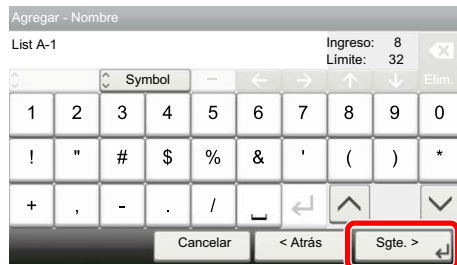 Agregar - Nombre
List A-1
Ingreso: 8
Límite: 32
Symbol
Elim.
1 2 3 4 5 6 7 8 9 0
! " # $ % & ' ( ) *
+ , - . /
Cancelar < Atrás Sgte. >